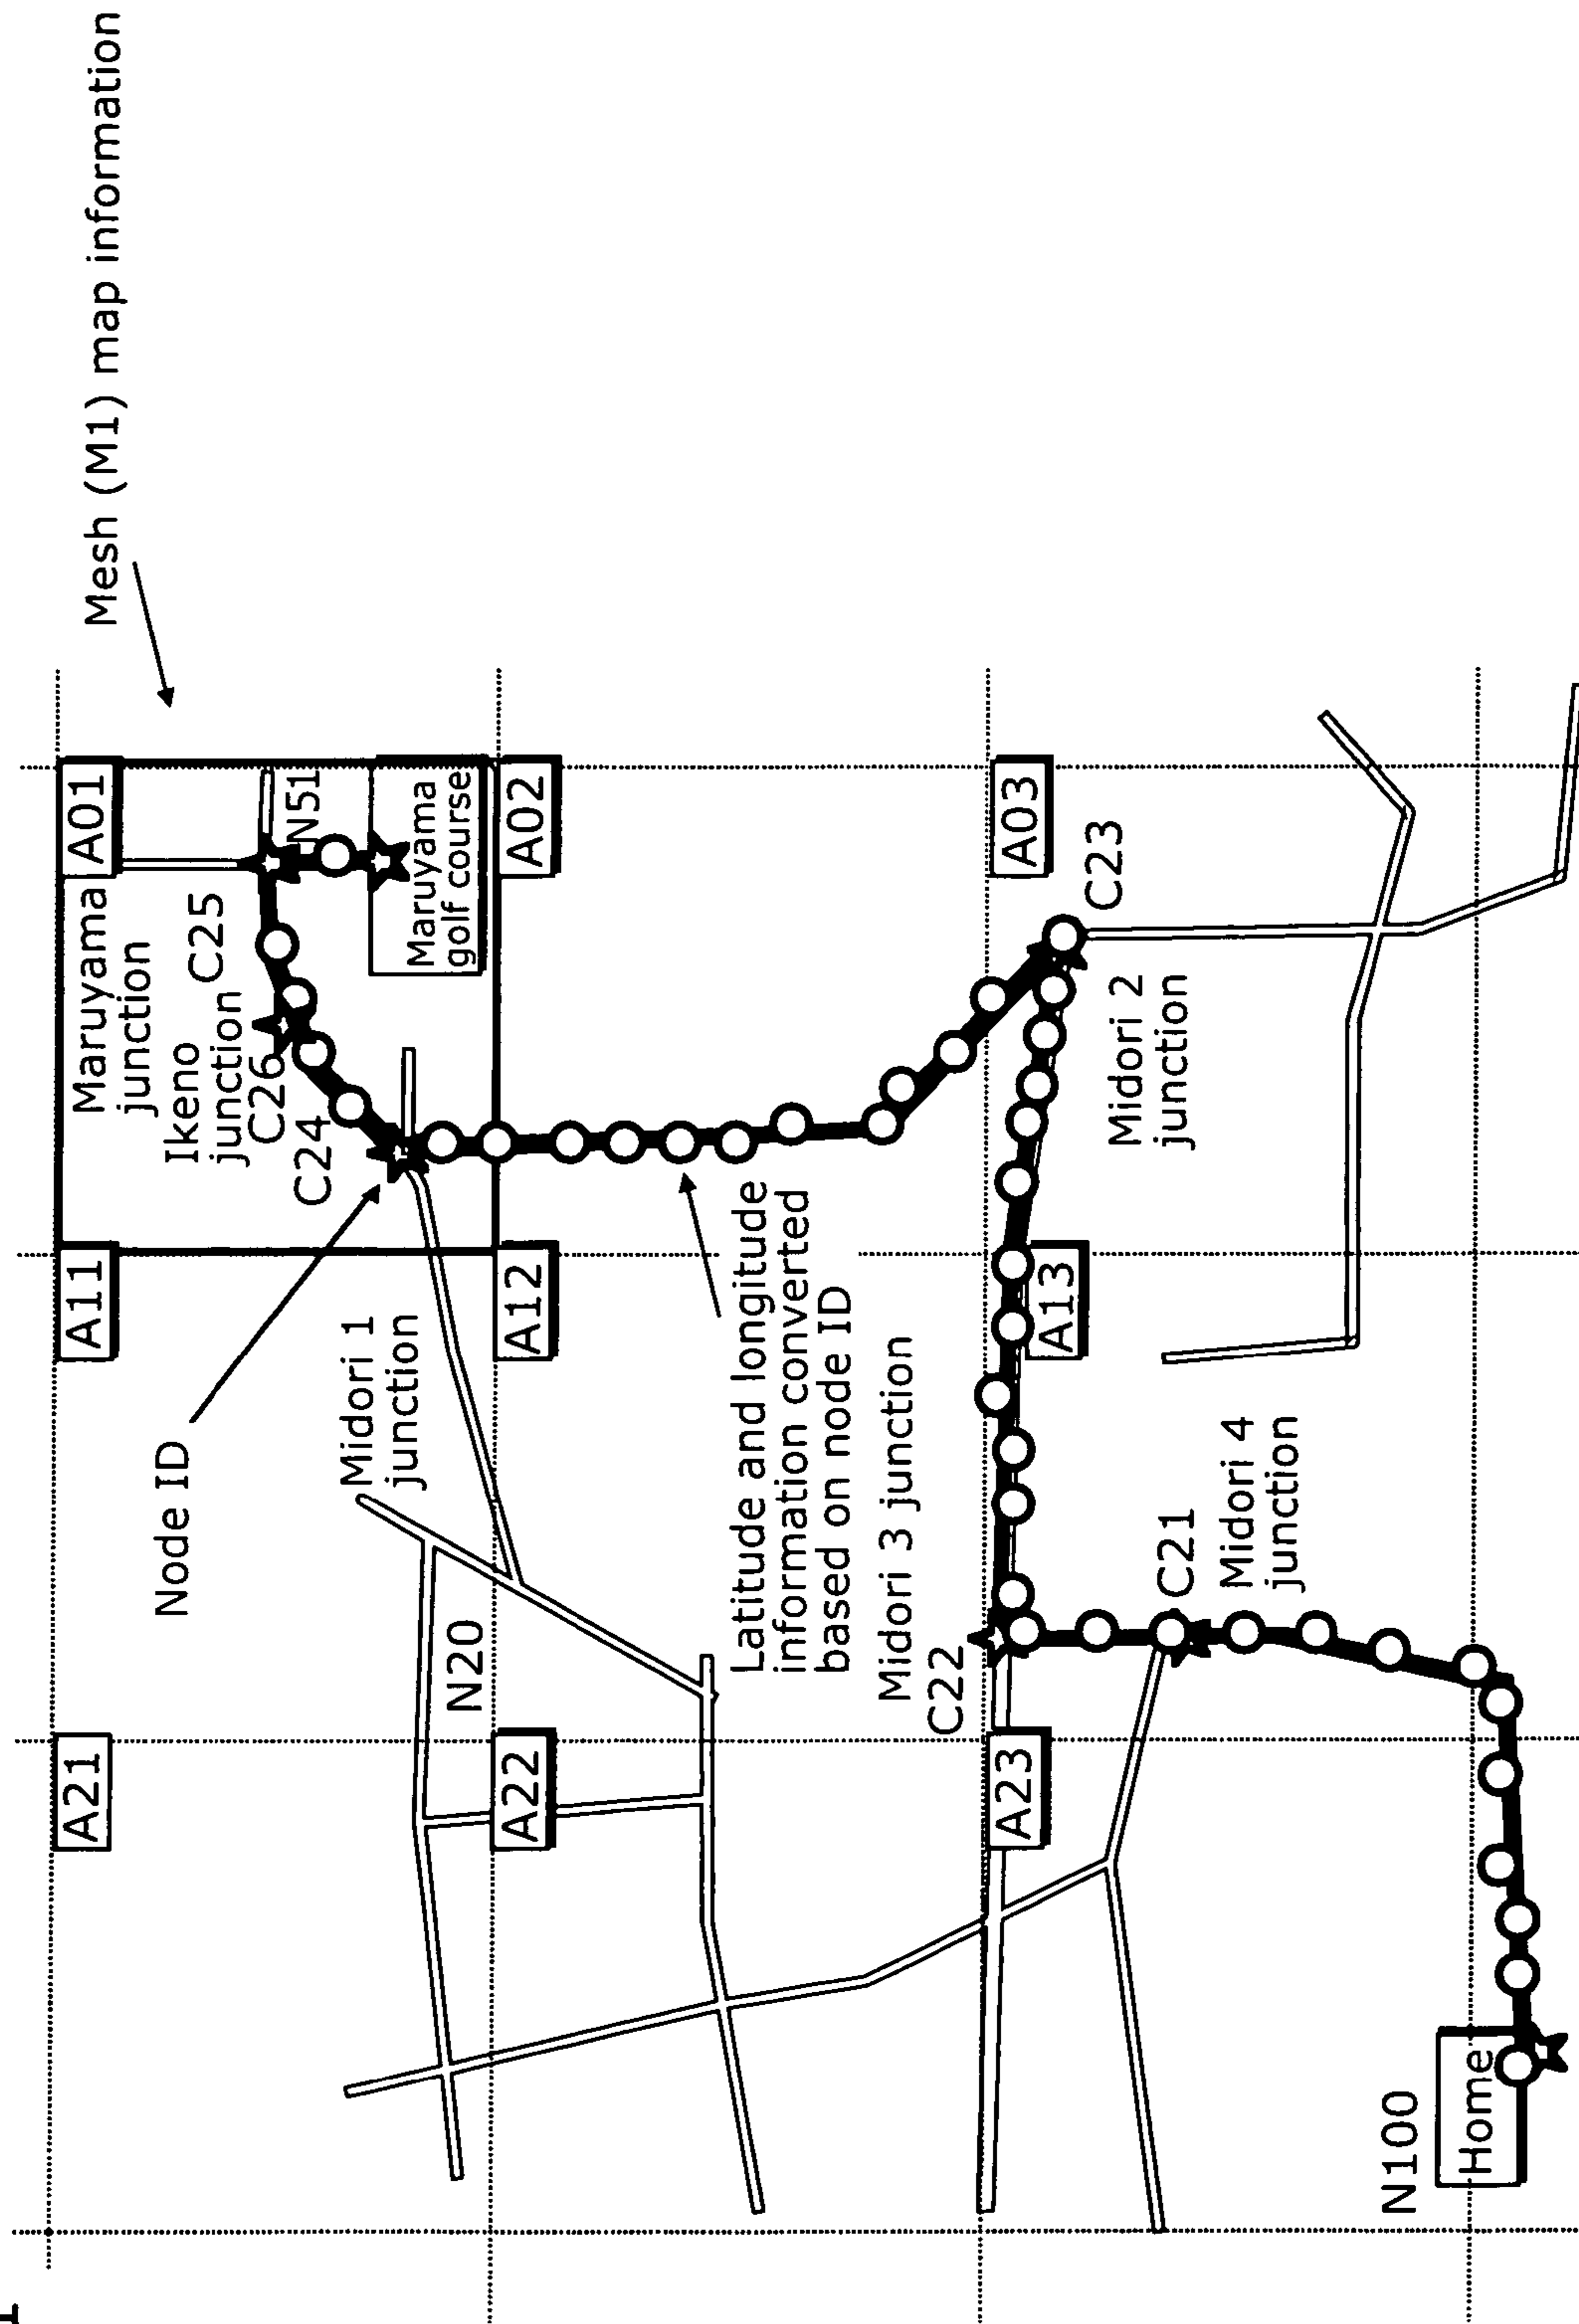 Mesh (M1) map information
A21
A11
A01
Maruyama
junction
Node ID
Ikeno
junction
C25
C26
C24
N51
Midori 1
junction
Maruyama
golf course
N20
A22
A12
A02
Latitude and longitude
information converted
based on node ID
Midori 3 junction
C22
A23
A13
A03
C23
Midori 2
junction
C21
Midori 4
junction
N100
Home